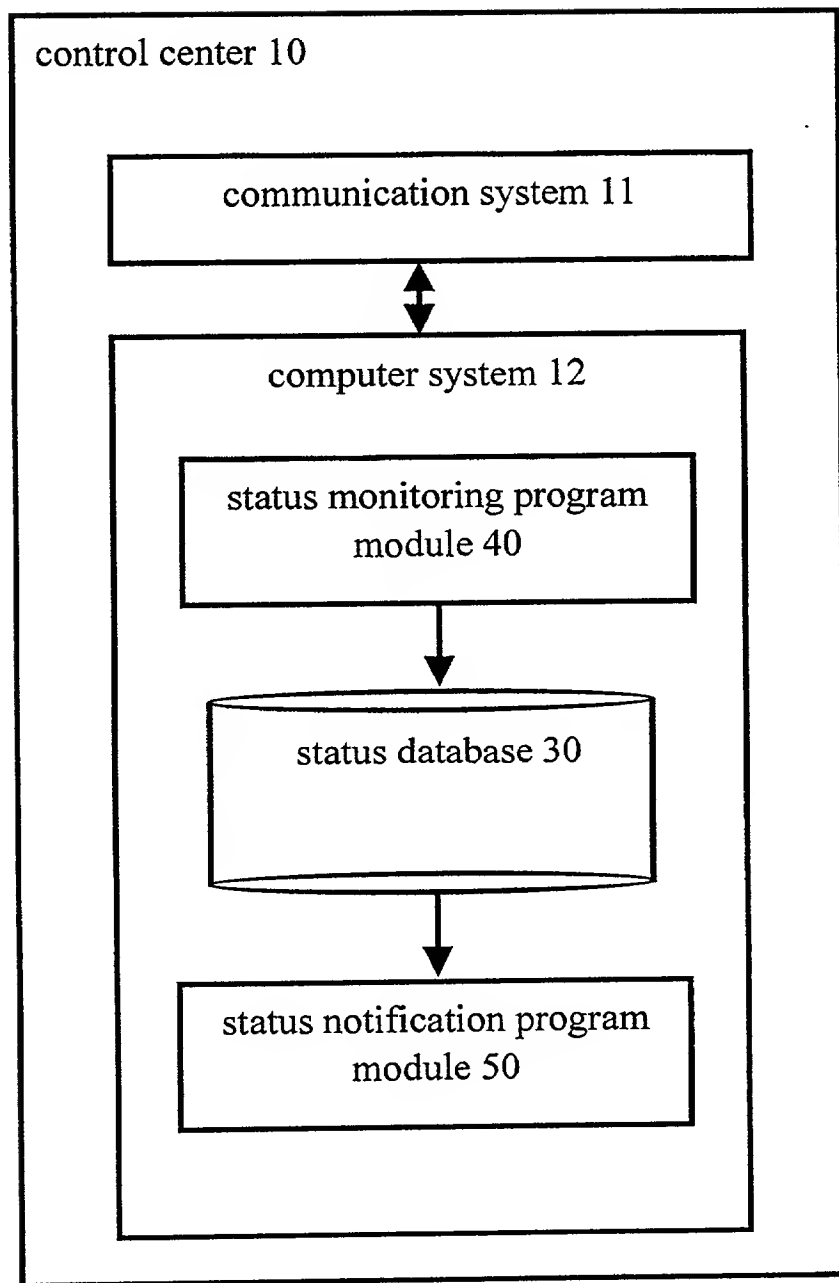 control center 10
communication system 11
computer system 12
status monitoring program
module 40
status database 30
status notification program
module 50